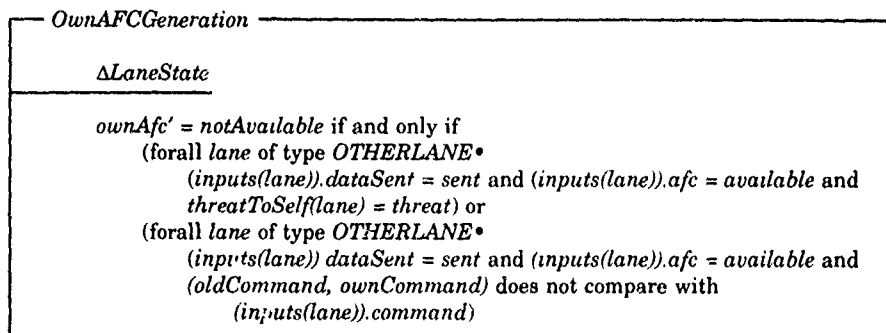 OwnAFCGeneration
ΔLaneState
ownAfc' = notAvailable if and only if
(forall lane of type OTHERLANE•
(inputs(lane)).dataSent = sent and (inputs(lane)).afc = available and
threatToSelf(lane) = threat) or
(forall lane of type OTHERLANE•
(inputs(lane)) dataSent = sent and (inputs(lane)).afc = available and
(oldCommand, ownCommand) does not compare with
(inputs(lane)).command)